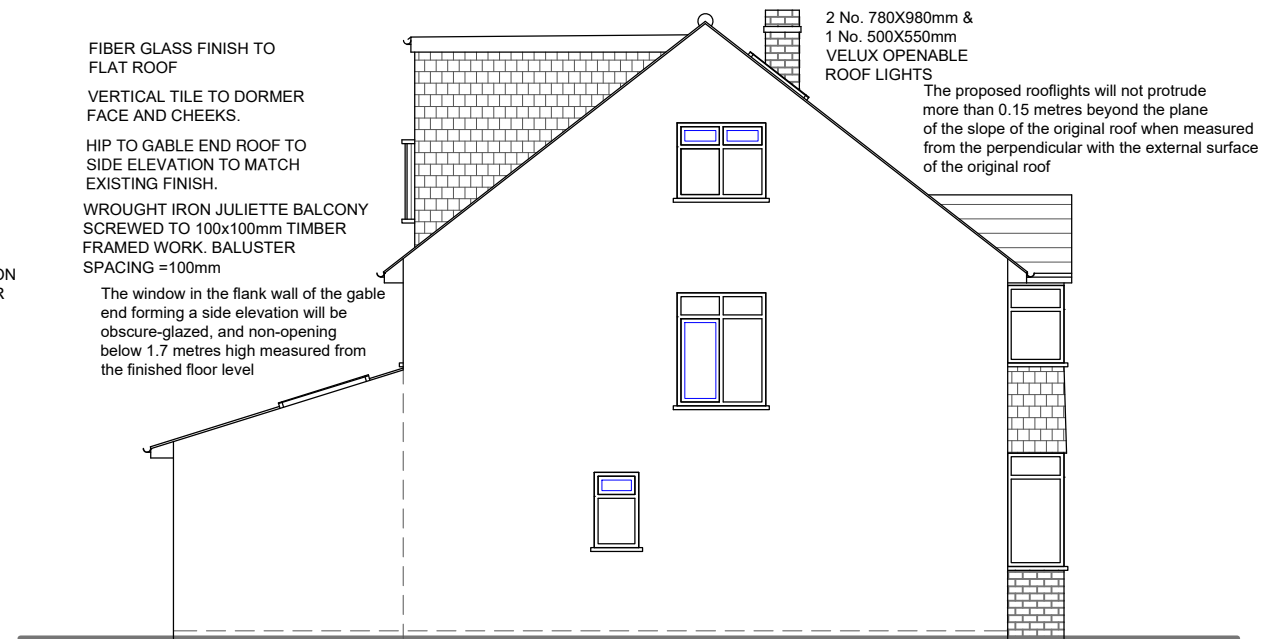 FIBER GLASS FINISH TO
FLAT ROOF
VERTICAL TILE TO DORMER
FACE AND CHEEKS.
HIP TO GABLE END ROOF TO
SIDE ELEVATION TO MATCH
EXISTING FINISH.
WROUGHT IRON JULIETTE BALCONY
SCREWED TO 100x100mm TIMBER
FRAMED WORK. BALUSTER
SPACING =100mm
ON
R
The window in the flank wall of the gable
end forming a side elevation will be
obscure-glazed, and non-opening
below 1.7 metres high measured from
the finished floor level
2 No. 780X980mm &
1 No. 500X550mm
VELUX OPENABLE
ROOF LIGHTS
The proposed rooflights will not protrude
more than 0.15 metres beyond the plane
of the slope of the original roof when measured
from the perpendicular with the external surface
of the original roof